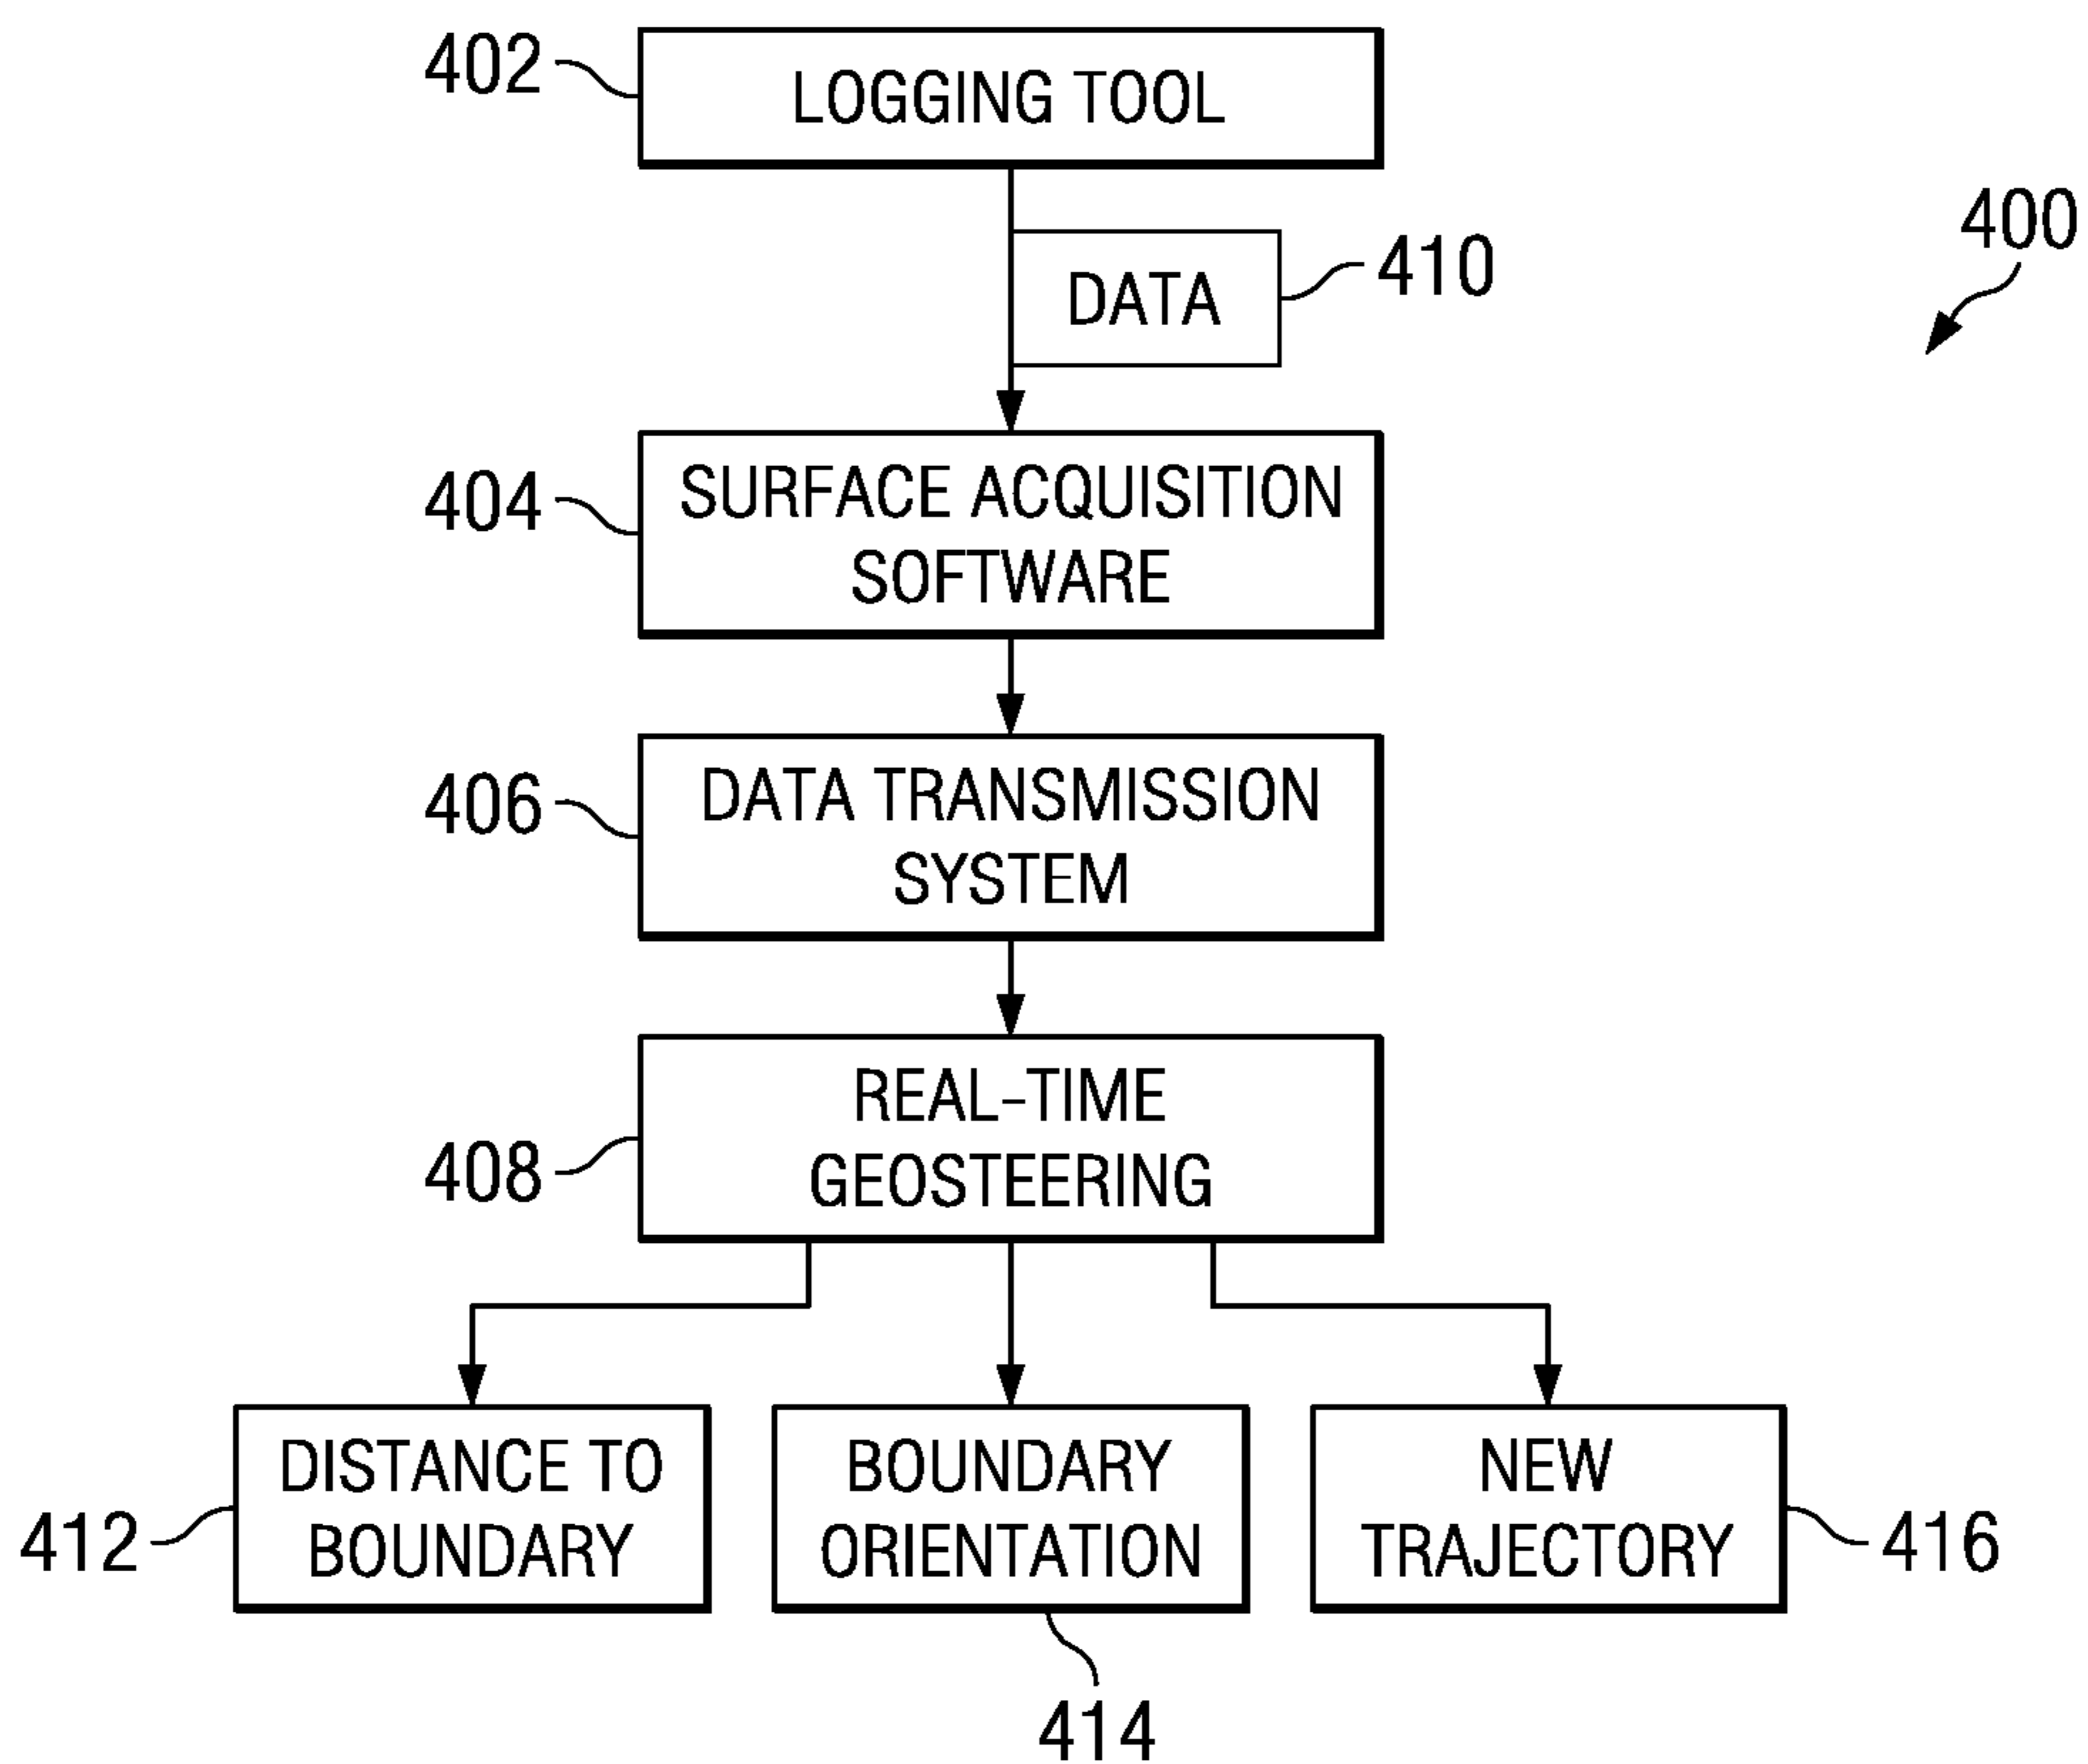 402
LOGGING TOOL
400
DATA
410
404
SURFACE ACQUISITION
SOFTWARE
406
DATA TRANSMISSION
SYSTEM
408
REAL-TIME
GEOSTEERING
412
DISTANCE TO
BOUNDARY
BOUNDARY
ORIENTATION
414
NEW
TRAJECTORY
416